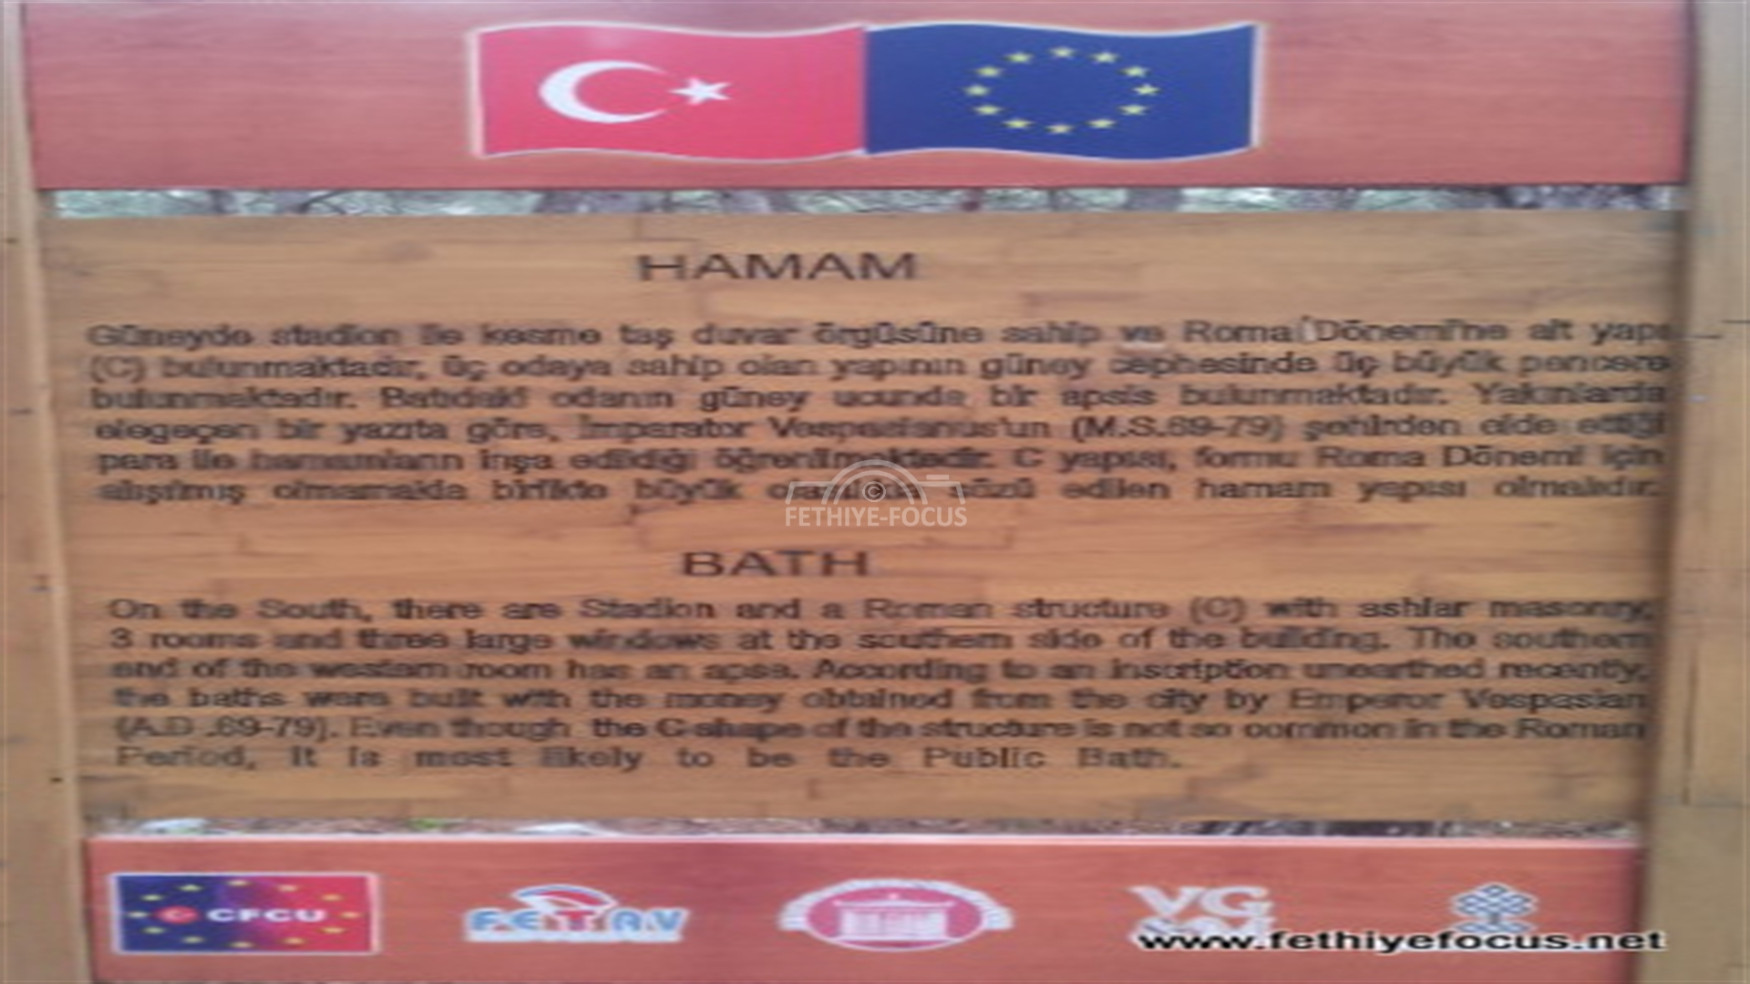 HAMAM
Güneyde stadion ile kesme taş duvar örgüsüne sahip ve Roma Dönemi'ne ait yapı
(C) bulunmaktadır, üç odaya sahip olan yapının güney cephesinde üç büyük pencere
bulunmaktadır. Batıdaki odanın güney ucunda bir apsis bulunmaktadır. Yakınlarda
elegeçen bir yazıta göre, İmparator Vespasianus'un (M.S.69-79) şehirden elde ettiği
para ile hamamların inşa edildiği öğrenilmektedir. C yapısı, formu Roma Dönemi için
alışılmış olmamakla birlikte büyük olasılıkla sözü edilen hamam yapısı olmalıdır.
© FETHIYE-FOCUS
BATH
On the South, there are Stadion and a Roman structure (C) with ashlar masonry,
3 rooms and three large windows at the southern side of the building. The southern
end of the western room has an apse. According to an inscription unearthed recently,
the baths were built with the money obtained from the city by Emperor Vespasian
(A.D .69-79). Even though the C-shape of the structure is not so common in the Roman
Period, it is most likely to be the Public Bath.
CFCU
FETAV
VG
www.fethiyefocus.net